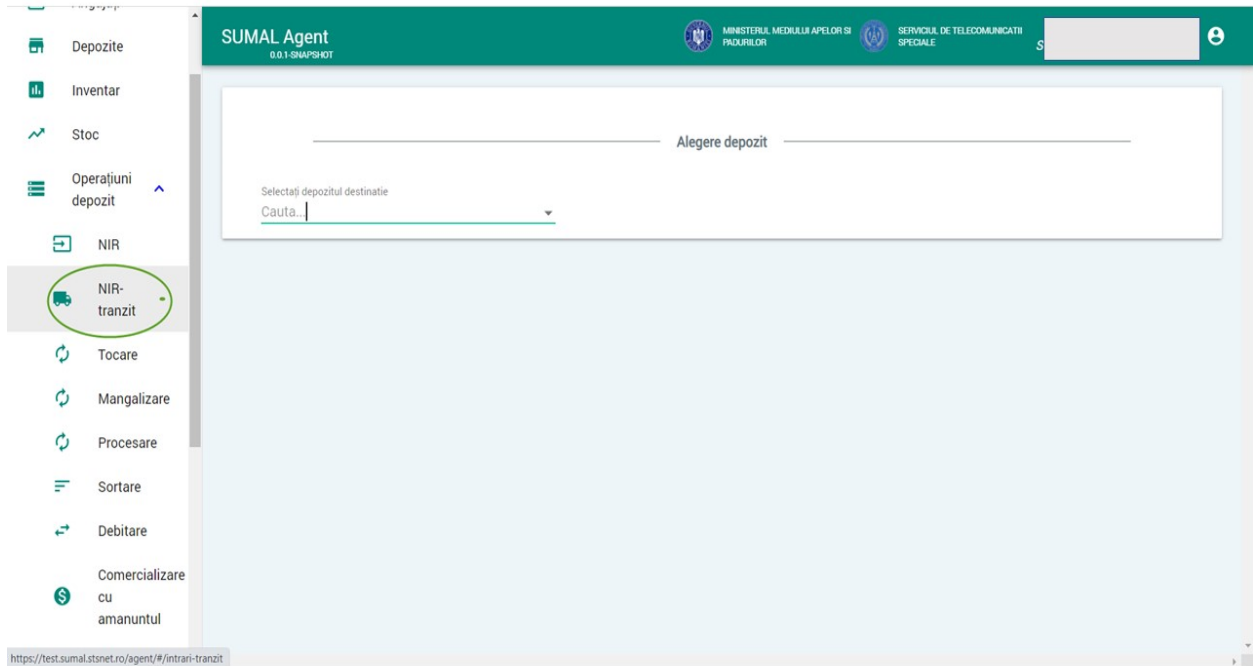 Depozite
Inventar
Stoc
Operațiuni
depozit
NIR
NIR-
tranzit
Tocare
Mangalizare
Procesare
Sortare
Debitare
Comercializare
cu
amanuntul
SUMAL Agent
0.0.1-SNAPSHOT
MINISTERUL MEDIULUI APELOR SI
PADURILOR
SERVICIUL DE TELECOMUNICATII
SPECIALE
S
Alegere depozit
Selectați depozitul destinatie
Cauta...
https://test.sumal.stsnet.ro/agent/#/intrari-tranzit